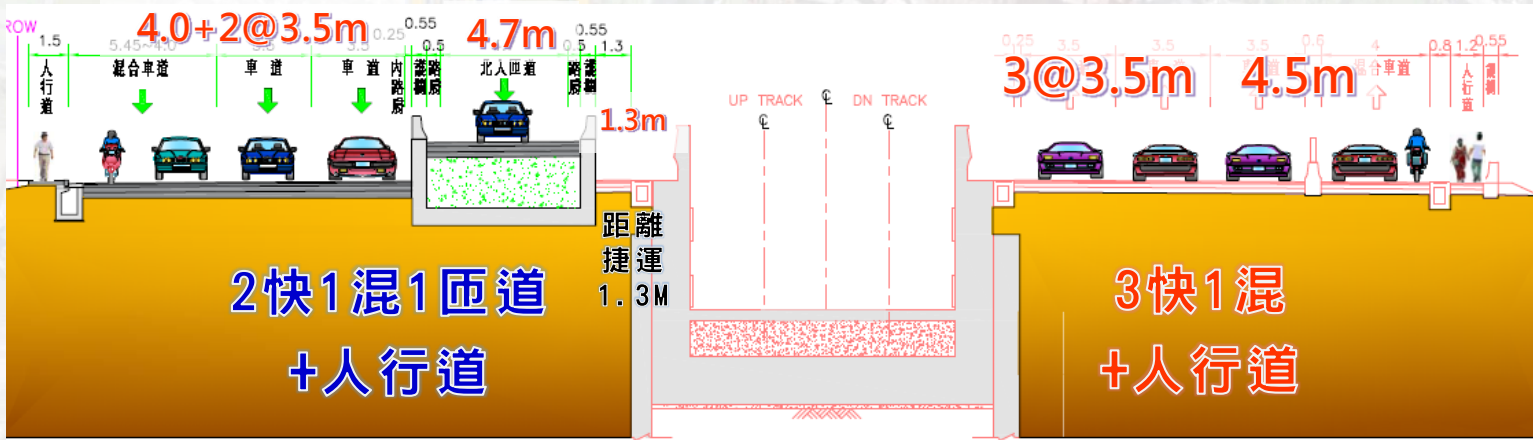 ROW
4.0+2@3.5m
4.7m
1.5
5.45~4.0
3.5
3.5
0.25
0.55
0.5
0.5
0.55
1.3
人行道
混合車道
車道
車道
內路肩
護欄
路肩
北入匝道
路肩
護欄
1.3m
UP TRACK
DN TRACK
0.25
3.5
3.5
3.5
0.6
4
0.8
1.2
0.55
3@3.5m
4.5m
混合車道
人行道
護欄
距離
捷運
1.3M
2快1混1匝道
+人行道
3快1混
+人行道